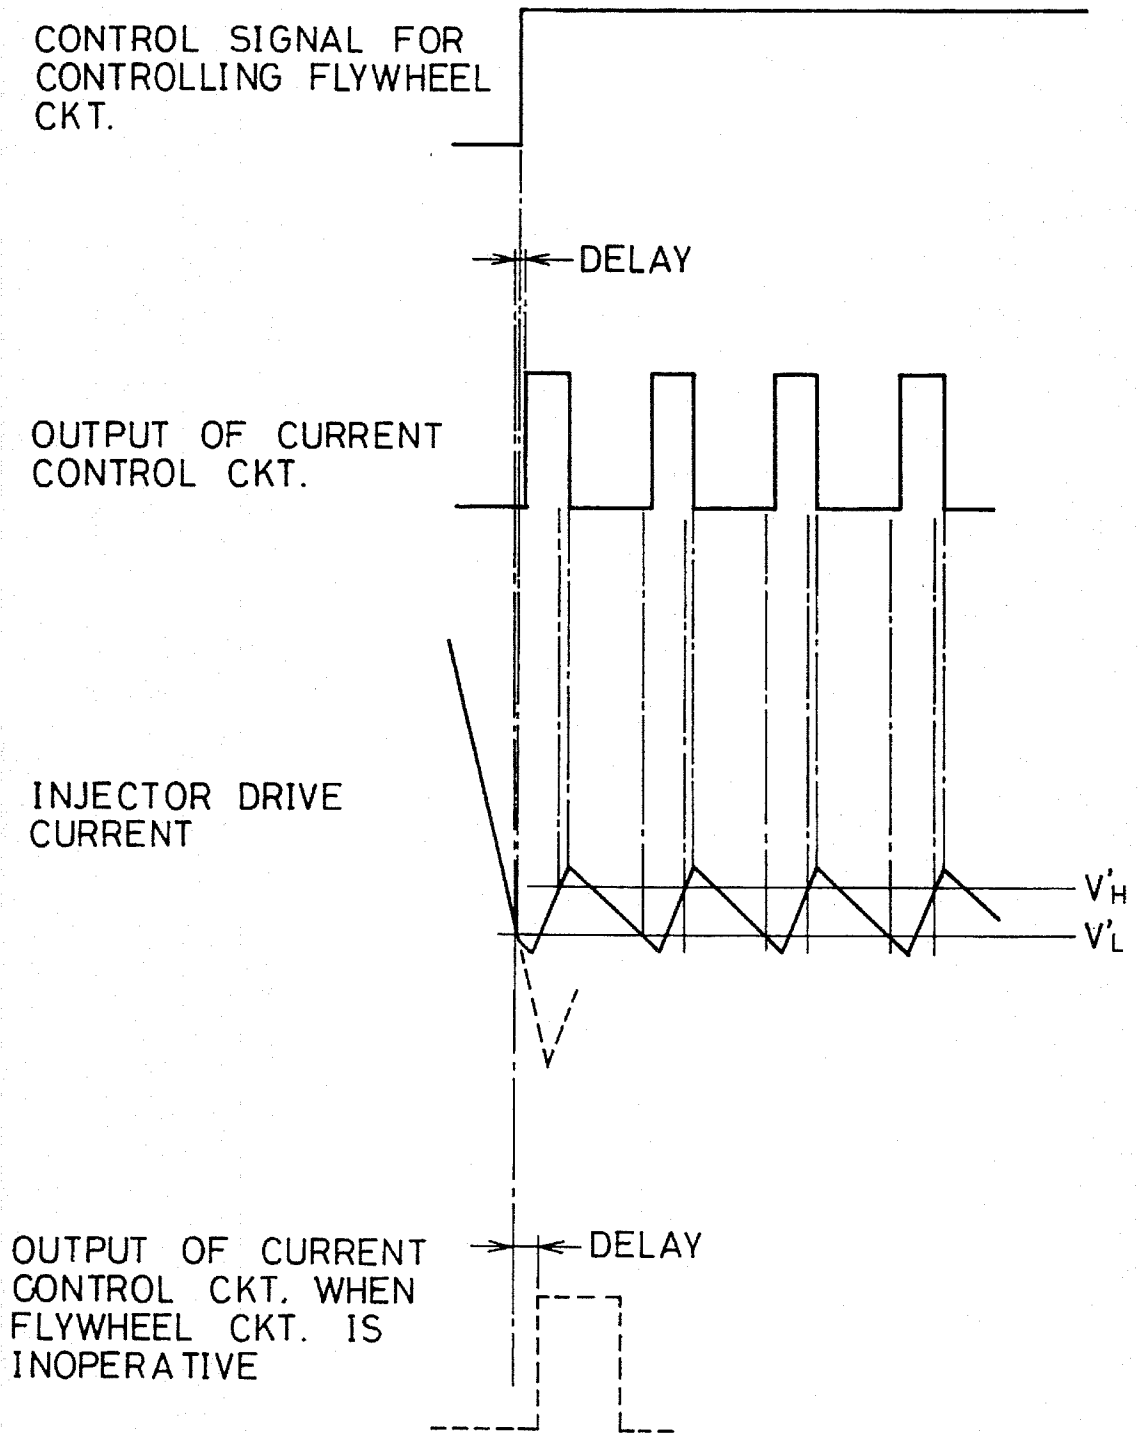 CONTROL SIGNAL FOR
CONTROLLING FLYWHEEL
CKT.
DELAY
OUTPUT OF CURRENT
CONTROL CKT.
INJECTOR DRIVE
CURRENT
V'H
V'L
DELAY
OUTPUT OF CURRENT
CONTROL CKT. WHEN
FLYWHEEL CKT. IS
INOPERATIVE